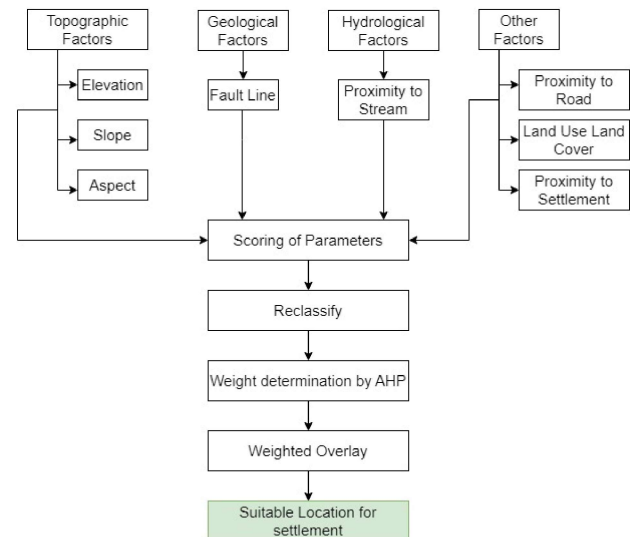 Topographic
Factors
Geological
Factors
Hydrological
Factors
Other
Factors
Elevation
Slope
Aspect
Fault Line
Proximity to
Stream
Proximity to
Road
Land Use Land
Cover
Proximity to
Settlement
Scoring of Parameters
Reclassify
Weight determination by AHP
Weighted Overlay
Suitable Location for
settlement